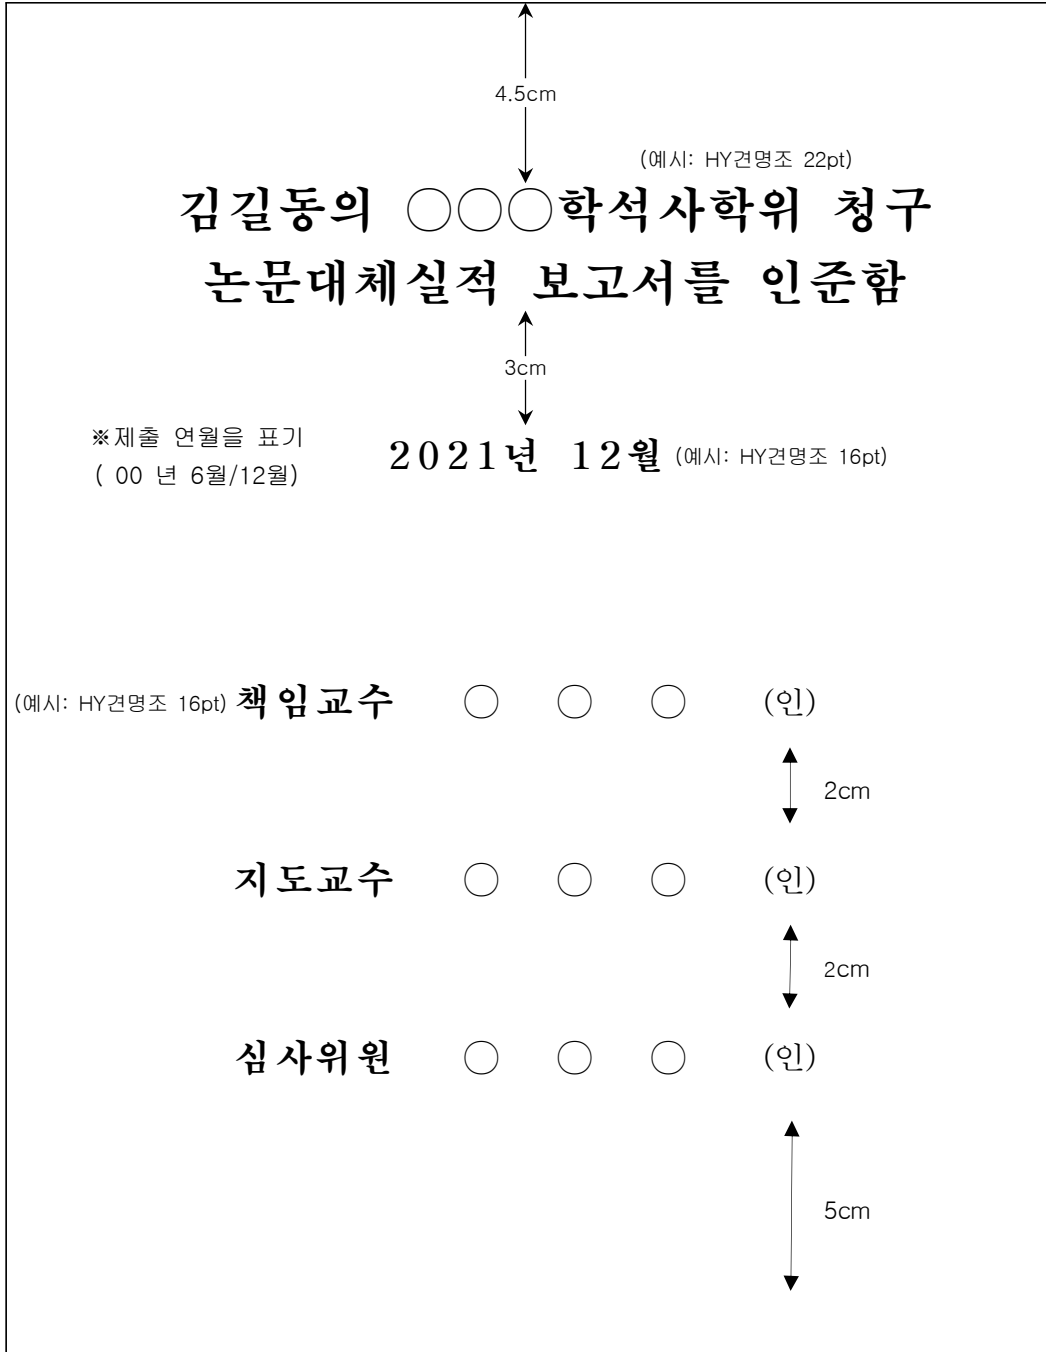 4.5cm
(예시: HY견명조 22pt)
김길동의 ○○○학석사학위 청구
논문대체실적 보고서를 인준함
3cm
※제출 연월을 표기
( 00 년 6월/12월)
2021년 12월 (예시: HY견명조 16pt)
(예시: HY견명조 16pt) 책임교수 ○ ○ ○ (인)
2cm
지도교수 ○ ○ ○ (인)
2cm
심사위원 ○ ○ ○ (인)
5cm